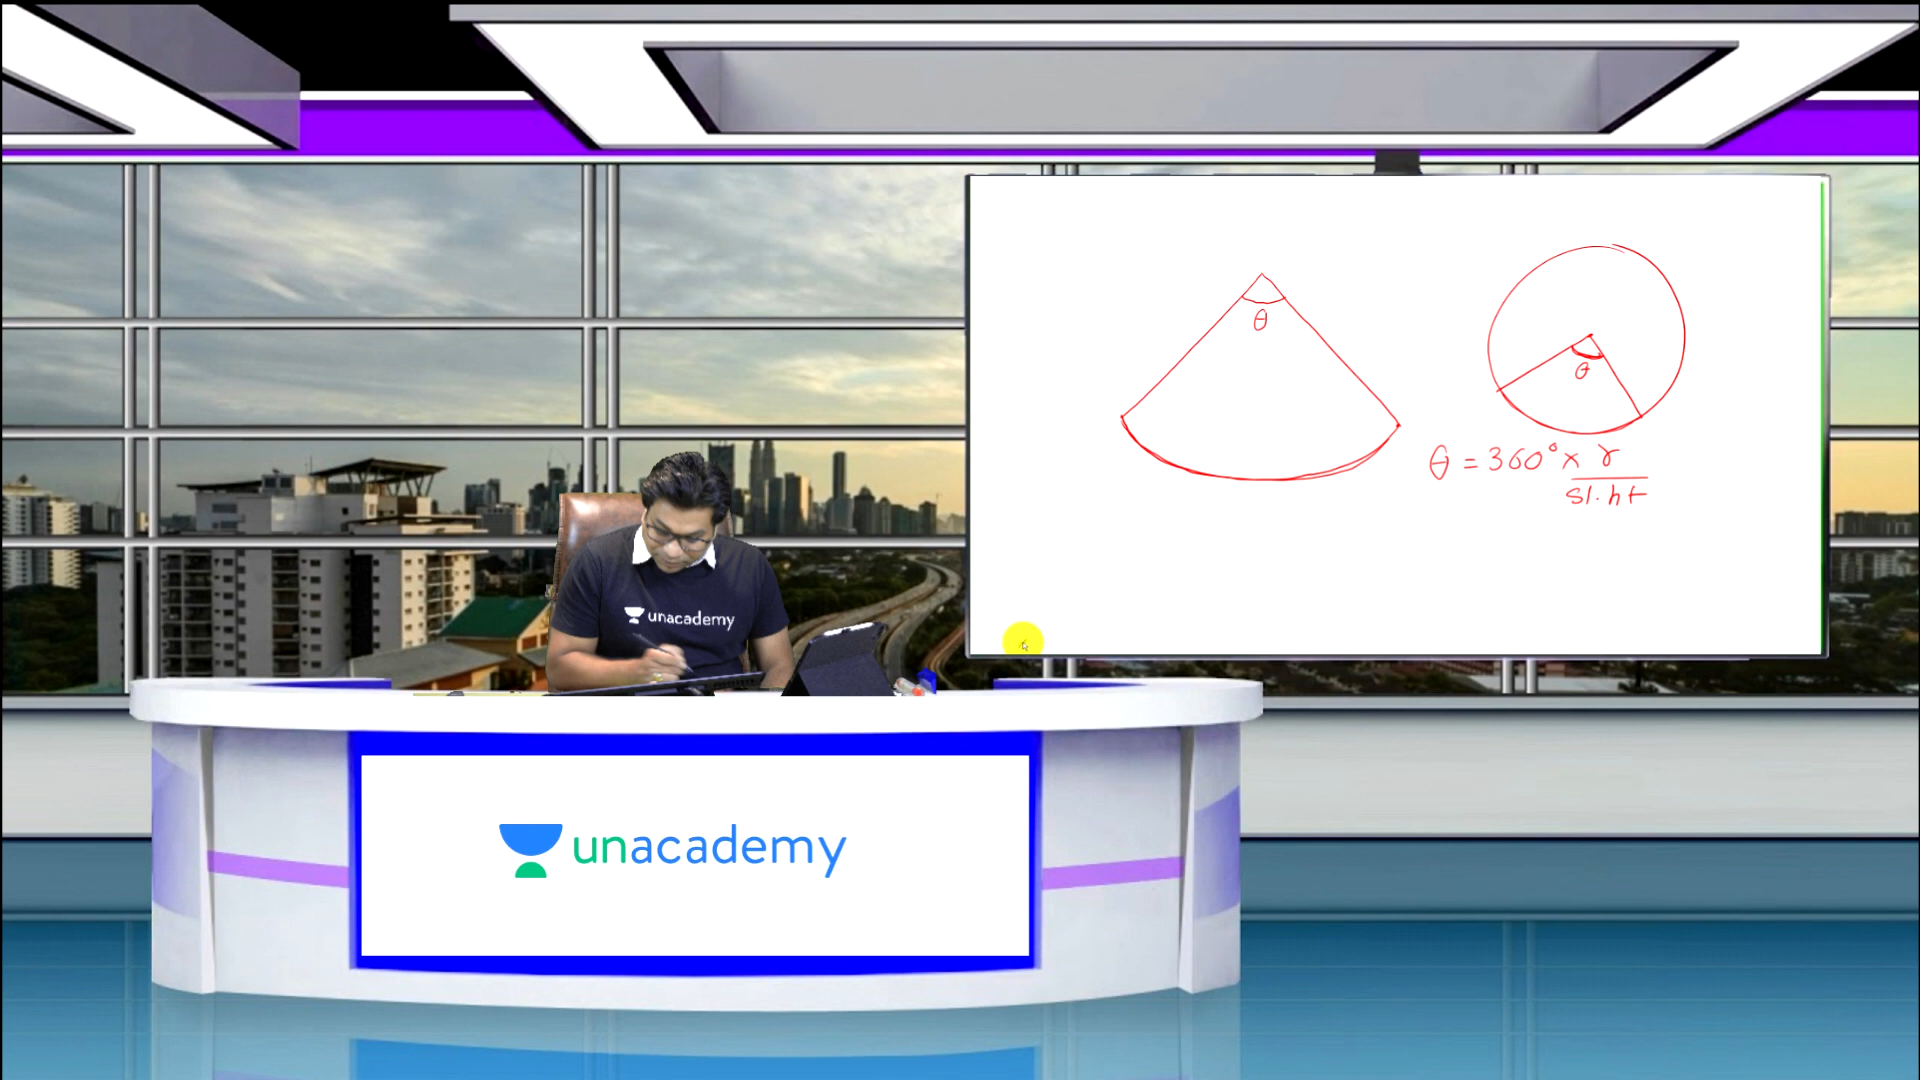 θ
θ
θ = 360° × r
sl. ht
unacademy
unacademy